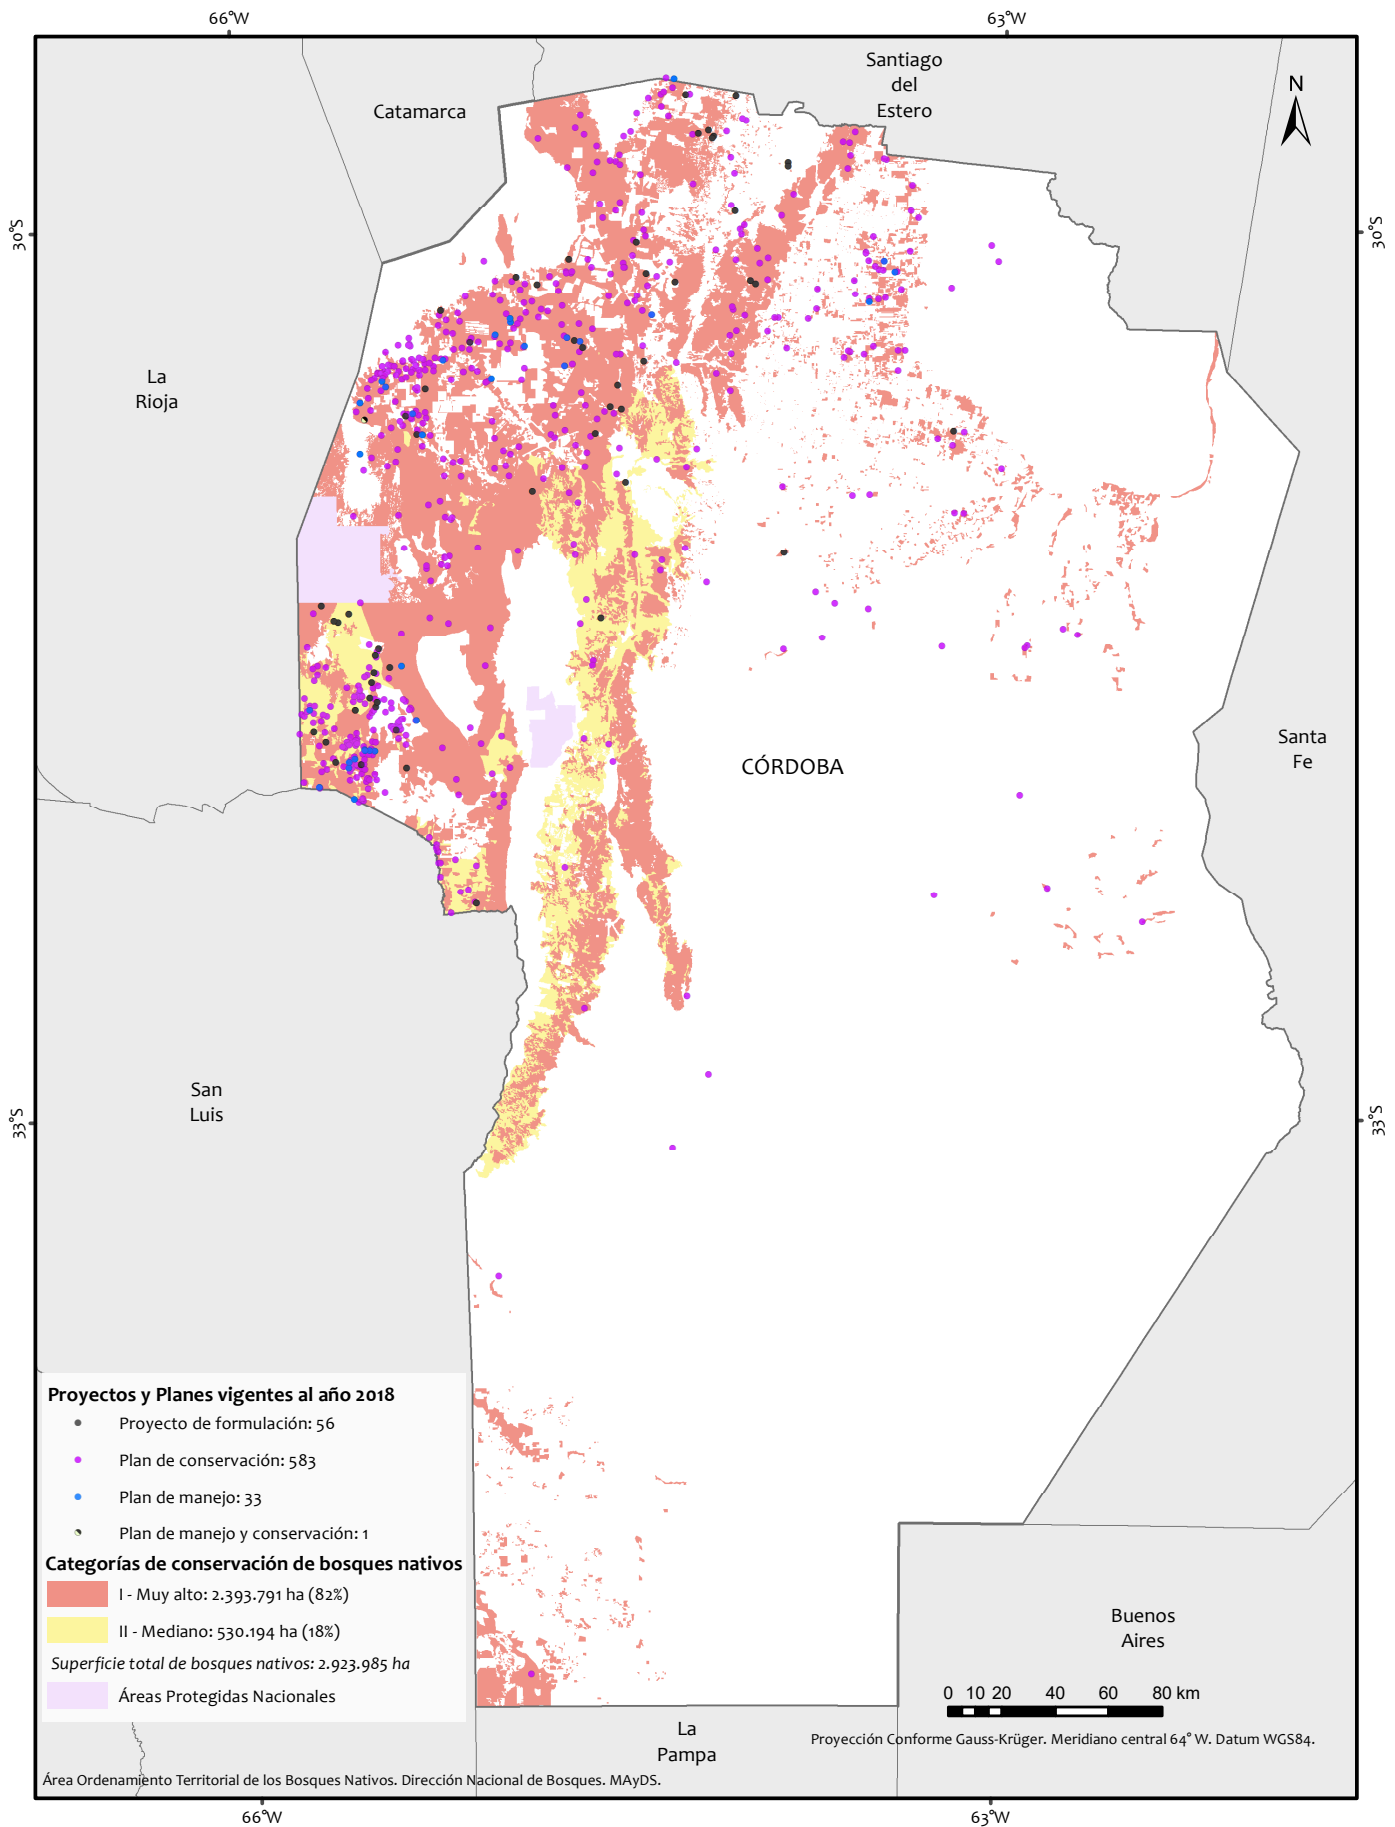 66°W
63°W
Santiago
del
Estero
Catamarca
N
30°S
30°S
La
Rioja
CÓRDOBA
Santa
Fe
San
Luis
33°S
33°S
Proyectos y Planes vigentes al año 2018
Proyecto de formulación: 56
Plan de conservación: 583
Plan de manejo: 33
Plan de manejo y conservación: 1
Categorías de conservación de bosques nativos
I - Muy alto: 2.393.791 ha (82%)
II - Mediano: 530.194 ha (18%)
Superficie total de bosques nativos: 2.923.985 ha
Áreas Protegidas Nacionales
Buenos
Aires
0 10 20 40 60 80 km
La
Pampa
Proyección Conforme Gauss-Krüger. Meridiano central 64° W. Datum WGS84.
Área Ordenamiento Territorial de los Bosques Nativos. Dirección Nacional de Bosques. MAyDS.
66°W
63°W